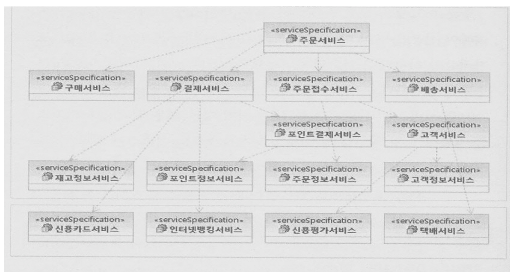 «serviceSpecification»
주문서비스
«serviceSpecification» «serviceSpecification» «serviceSpecification» «serviceSpecification»
구매서비스 결제서비스 주문접수서비스 배송서비스
«serviceSpecification» «serviceSpecification»
포인트결제서비스 고객서비스
«serviceSpecification» «serviceSpecification» «serviceSpecification» «serviceSpecification»
재고정보서비스 포인트정보서비스 주문정보서비스 고객정보서비스
«serviceSpecification» «serviceSpecification» «serviceSpecification» «serviceSpecification»
신용카드서비스 인터넷뱅킹서비스 신용평가서비스 택배서비스